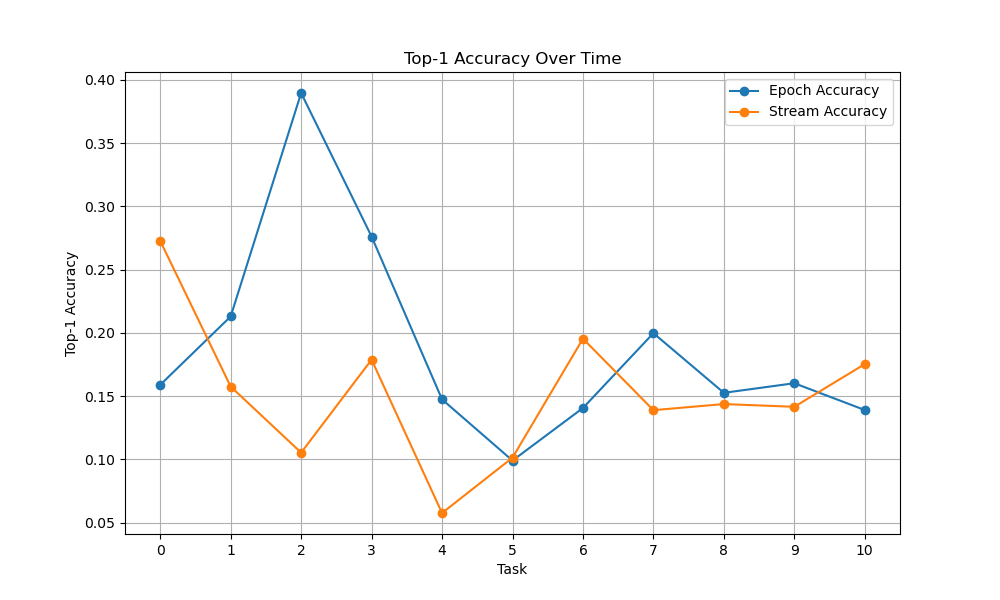 Top-1 Accuracy Over Time
Epoch Accuracy
Stream Accuracy
Top-1 Accuracy
0.40
0.35
0.30
0.25
0.20
0.15
0.10
0.05
0 1 2 3 4 5 6 7 8 9 10
Task